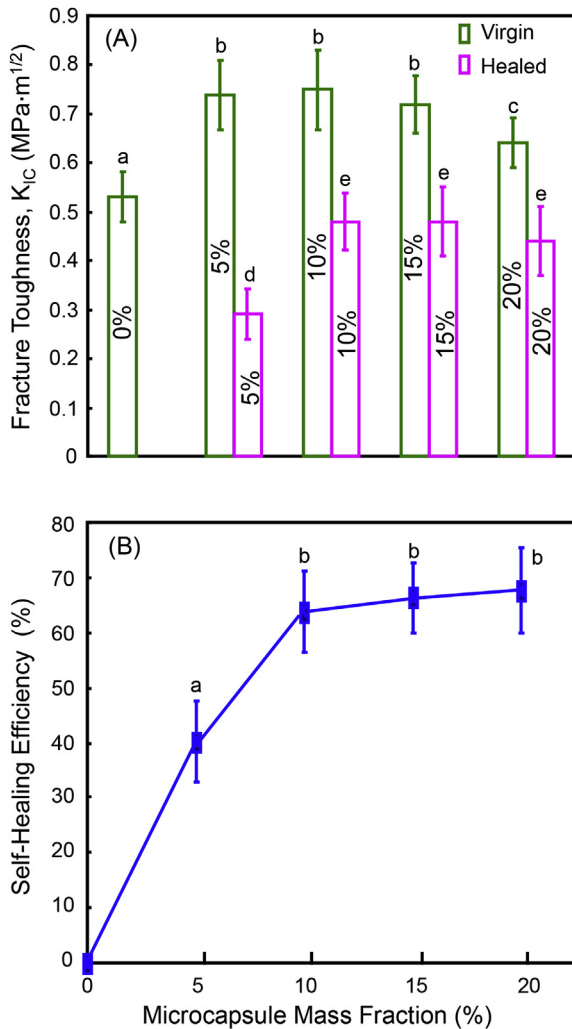 0.9
(A)
Virgin
Healed
0.8
0.7
0.6
0.5
0.4
0.3
0.2
0.1
0
Fracture Toughness, K_IC (MPa·m^1/2)
a
b
b
b
c
d
e
e
e
0%
5%
5%
10%
10%
15%
15%
20%
20%
80
(B)
70
60
50
40
30
20
10
0
Self-Healing Efficiency (%)
a
b
b
b
0
5
10
15
20
Microcapsule Mass Fraction (%)